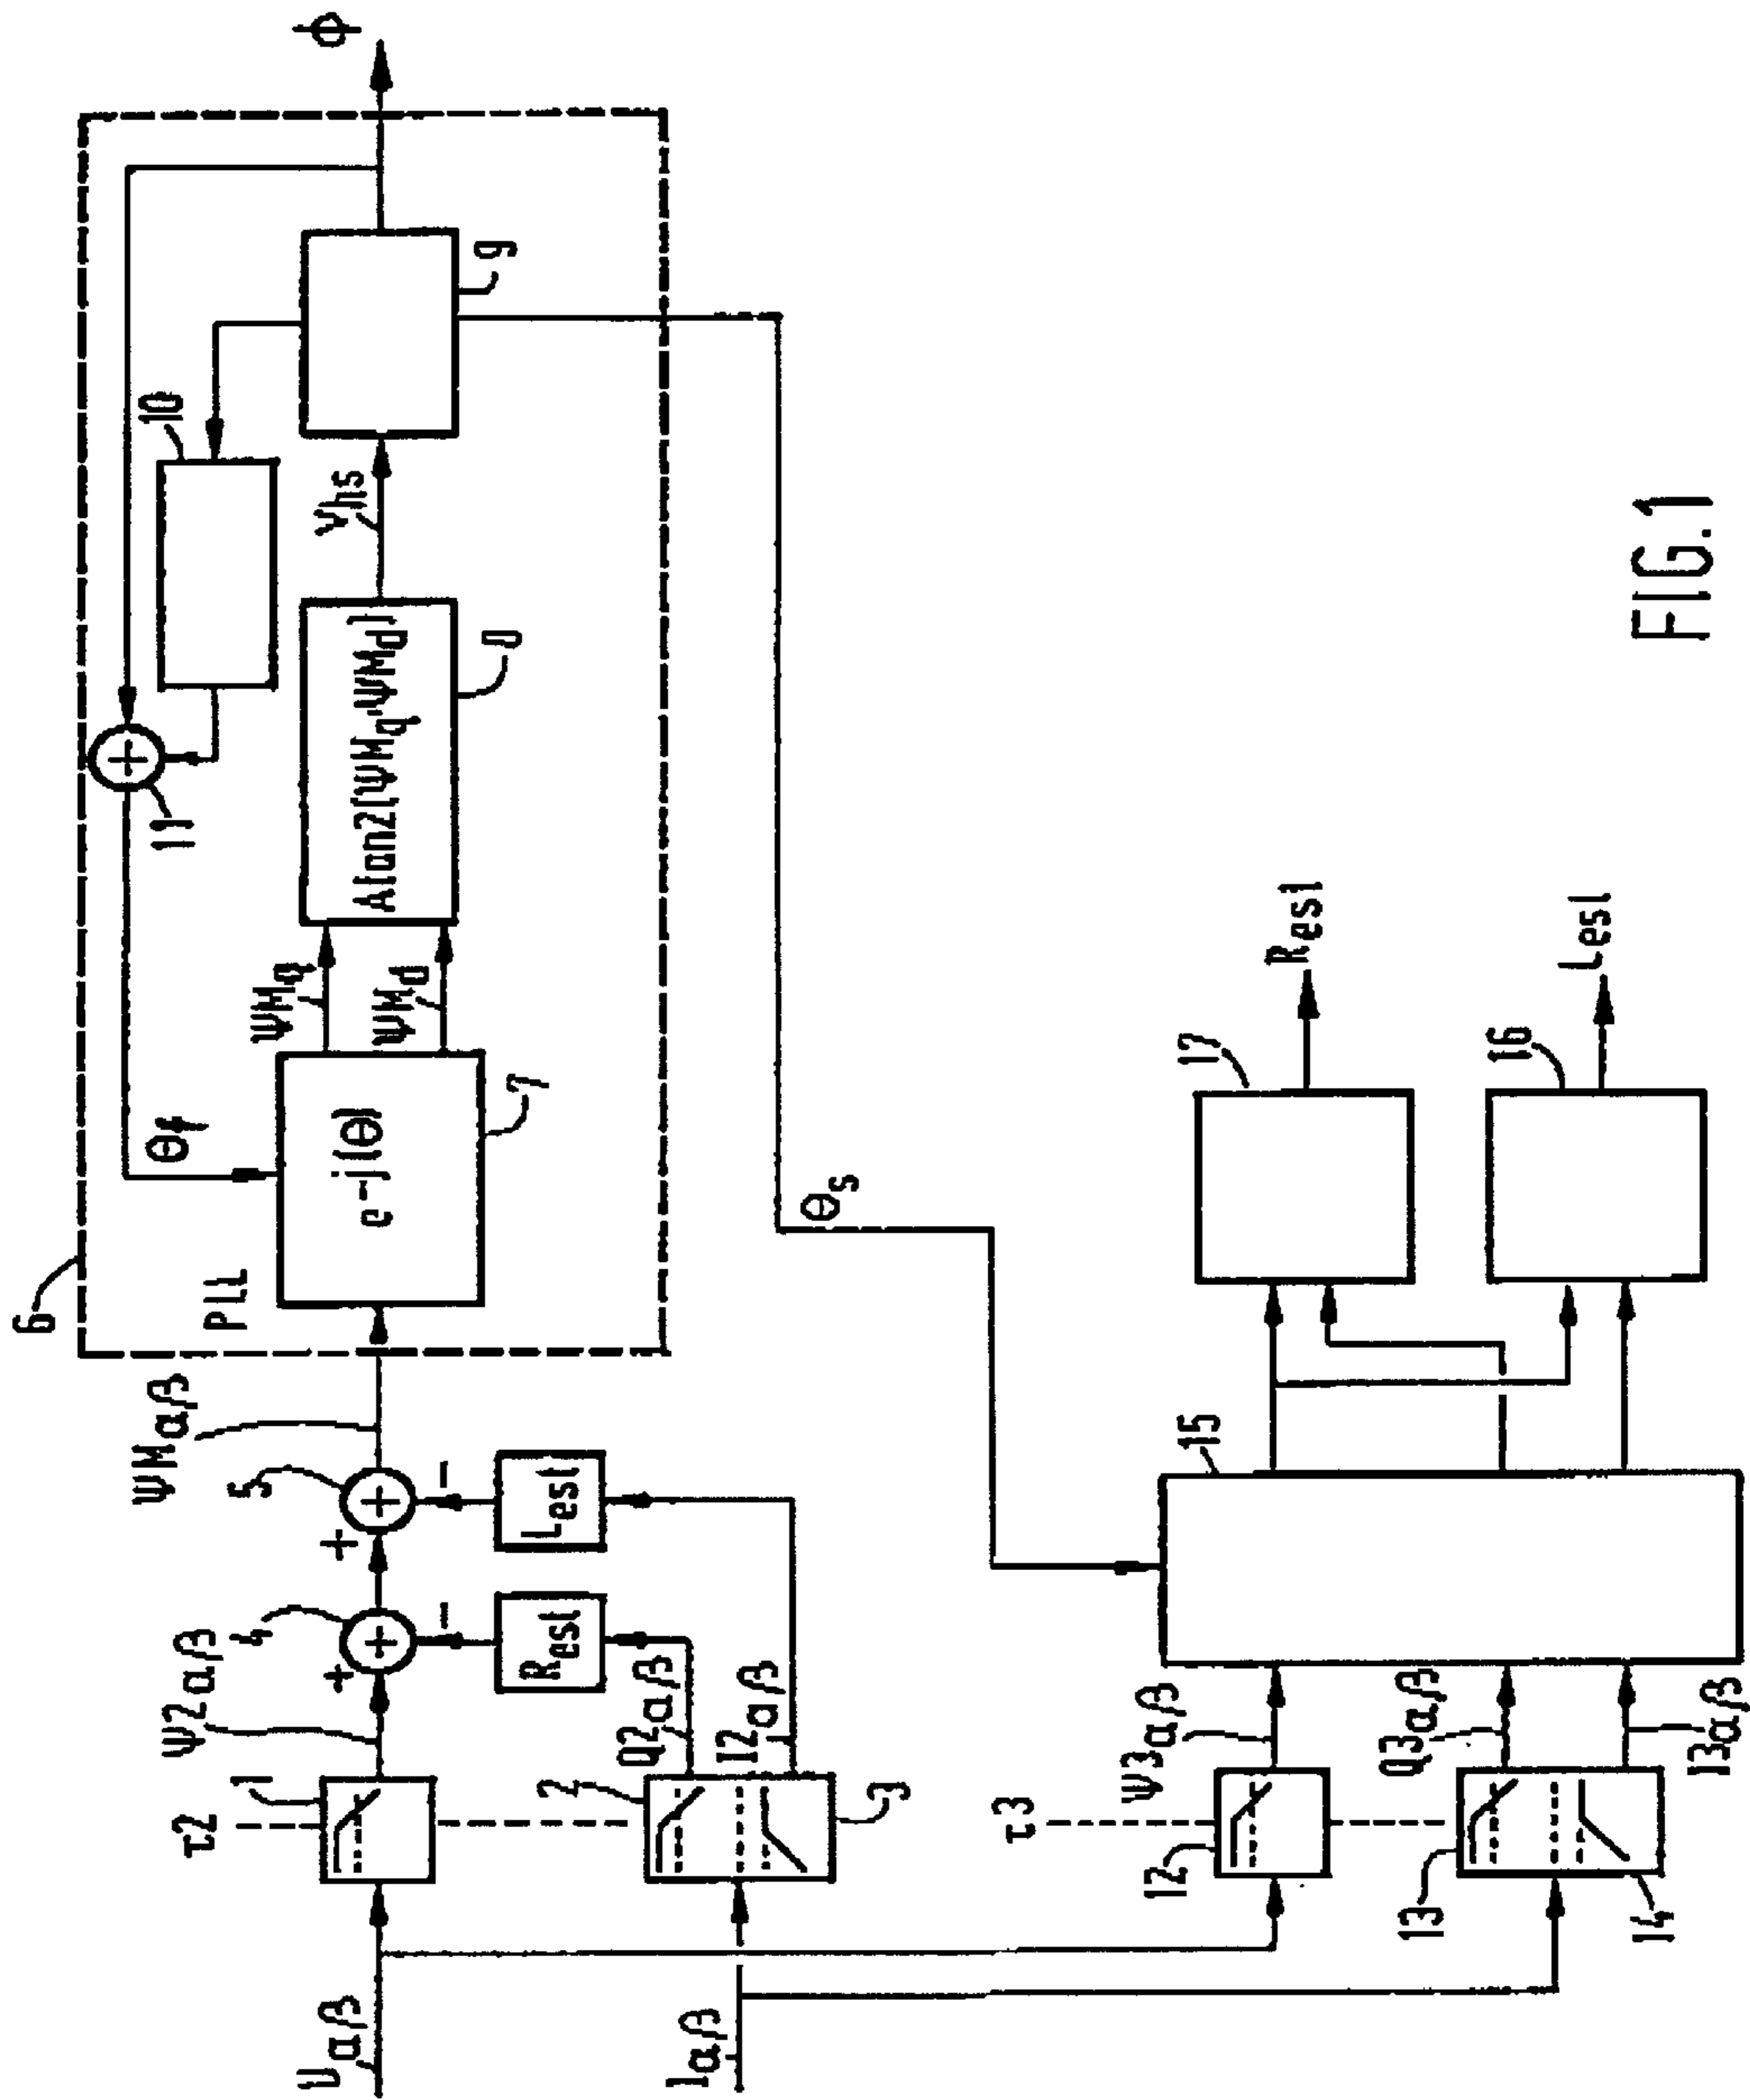 6
PLL
e-j(θ)
7
θf
11
10
ΨMq
ΨMd
Atan2(ΨMq,ΨMd)
8
vhs
9
Φ
Uαβ
τ2
1
Ψ2αβ
4
+
+
-
Rest
5
+
+
-
Lest
ΨMαβ
Iαβ
2
3
Q2αβ
I2αβ
θs
τ3
12
Ψ3αβ
13
14
Q3αβ
I3αβ
15
17
Rest
16
Lest
FIG.1